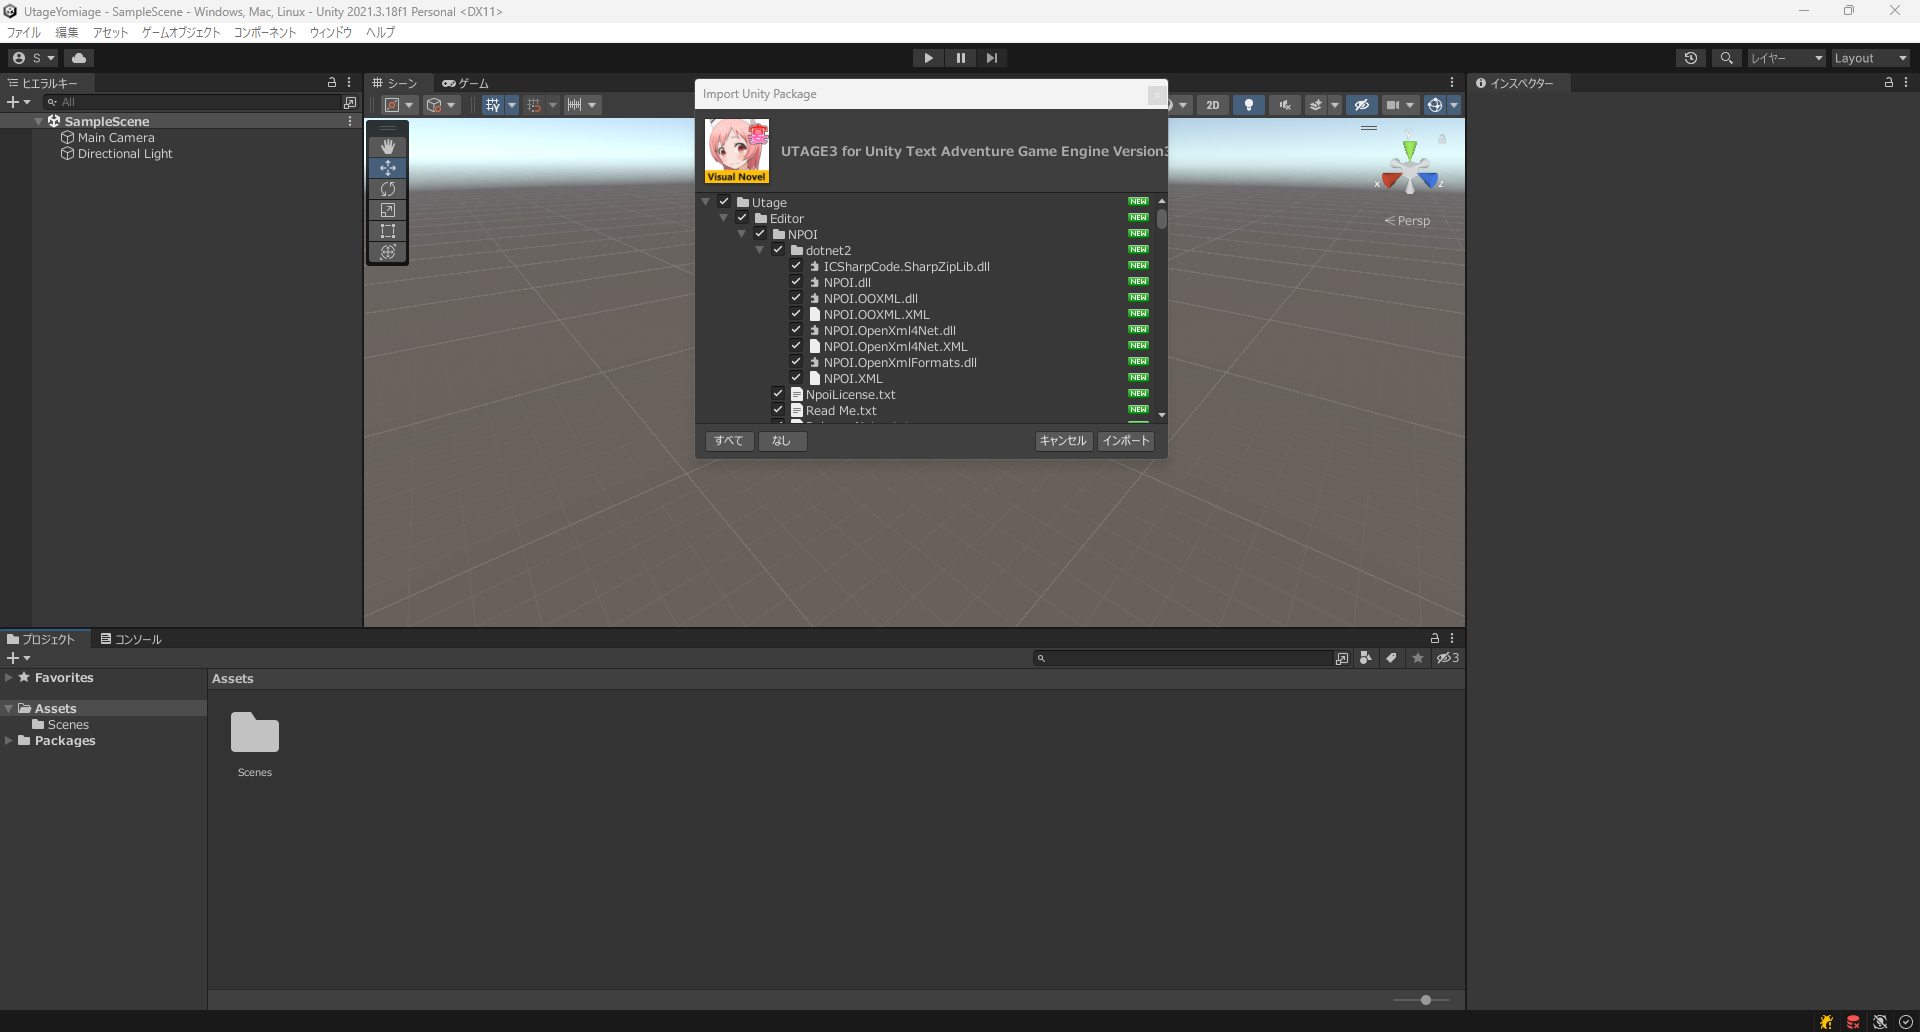 UtageYomiage - SampleScene - Windows, Mac, Linux - Unity 2021.3.18f1 Personal <DX11>
ファイル 編集 アセット ゲームオブジェクト コンポーネント ウィンドウ ヘルプ
S
レイヤー
Layout
ヒエラルキー
シーン
ゲーム
インスペクター
All
2D
SampleScene
Main Camera
Directional Light
Import Unity Package
Visual Novel
UTAGE3 for Unity Text Adventure Game Engine Version3
Utage NEW
Editor NEW
NPOI NEW
dotnet2 NEW
ICSharpCode.SharpZipLib.dll NEW
NPOI.dll NEW
NPOI.OOXML.dll NEW
NPOI.OOXML.XML NEW
NPOI.OpenXml4Net.dll NEW
NPOI.OpenXml4Net.XML NEW
NPOI.OpenXmlFormats.dll NEW
NPOI.XML NEW
NpoiLicense.txt NEW
Read Me.txt NEW
すべて なし キャンセル インポート
y
x
z
Persp
プロジェクト
コンソール
3
Favorites
Assets
Scenes
Packages
Assets
Scenes